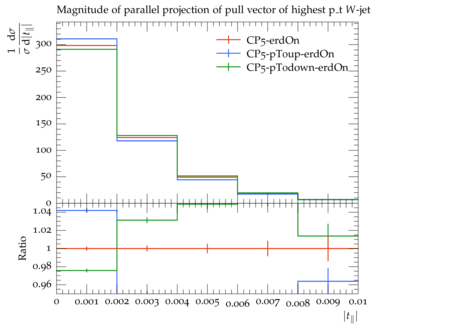 Magnitude of parallel projection of pull vector of highest p_t W-jet
1/σ dσ/d|t∥|
CP5-erdOn
CP5-pToup-erdOn
CP5-pTodown-erdOn
300
250
200
150
100
50
0
Ratio
1.04
1.02
1
0.98
0.96
0 0.001 0.002 0.003 0.004 0.005 0.006 0.007 0.008 0.009 0.01
|t∥|